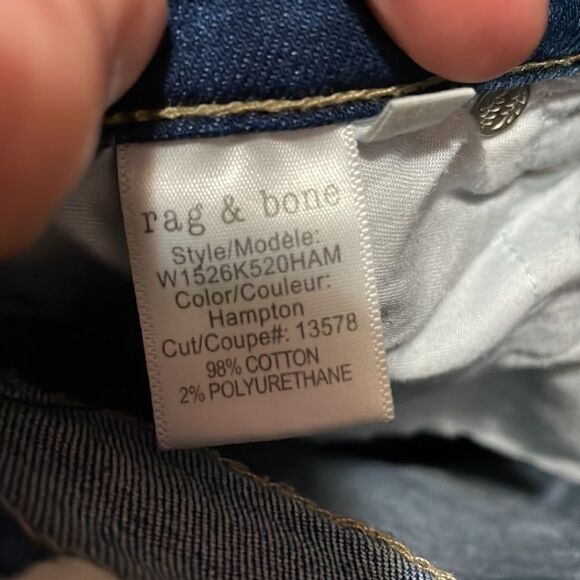 rag & bone
Style/Modèle:
W1526K520HAM
Color/Couleur:
Hampton
Cut/Coupe#: 13578
98% COTTON
2% POLYURETHANE